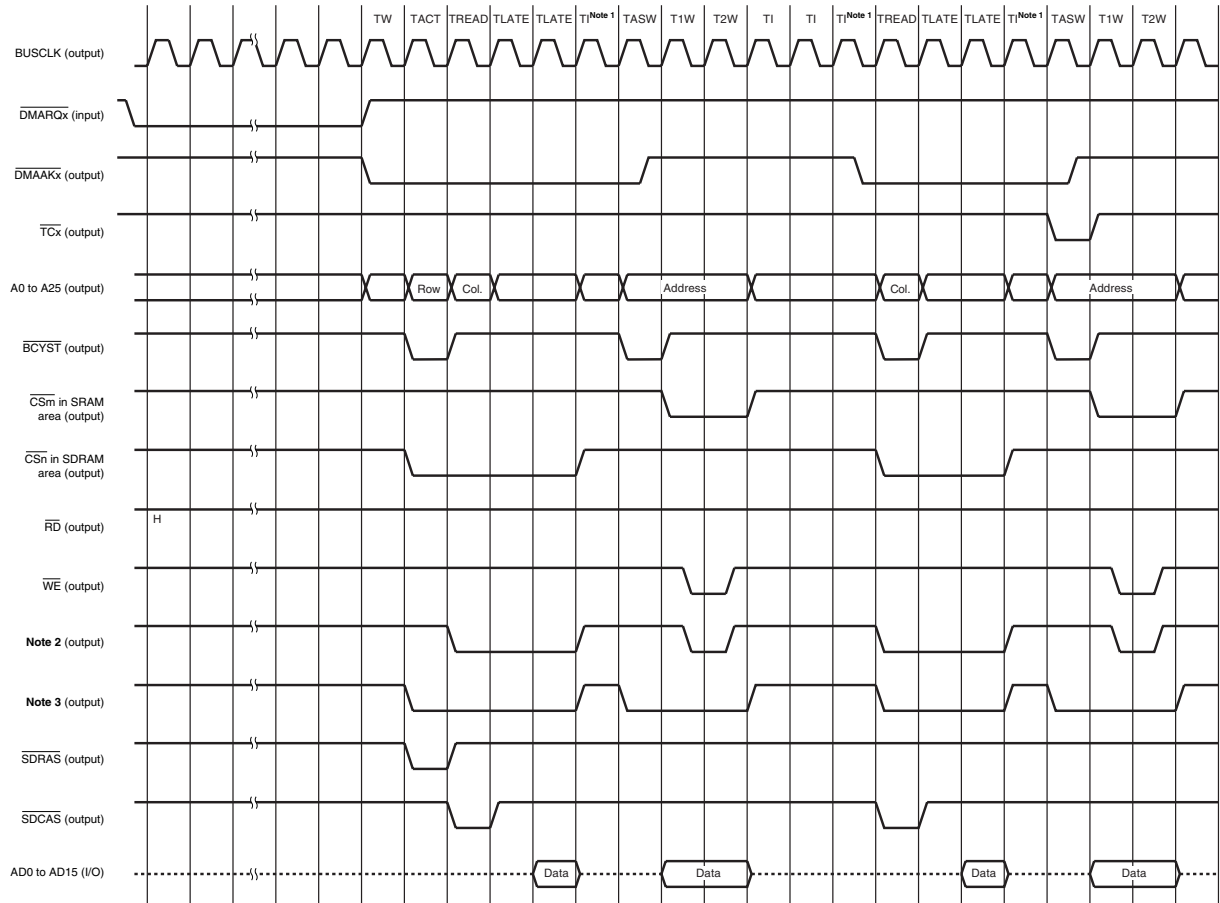 TW TACT TREAD TLATE TLATE TI Note 1 TASW T1W T2W TI TI TI Note 1 TREAD TLATE TLATE TI Note 1 TASW T1W T2W
BUSCLK (output)
DMARQx (input)
DMAAKx (output)
TCx (output)
A0 to A25 (output) Row Col. Address Col. Address
BCYST (output)
CSm in SRAM
area (output)
CSn in SDRAM
area (output)
RD (output) H
WE (output)
Note 2 (output)
Note 3 (output)
SDRAS (output)
SDCAS (output)
AD0 to AD15 (I/O) Data Data Data Data